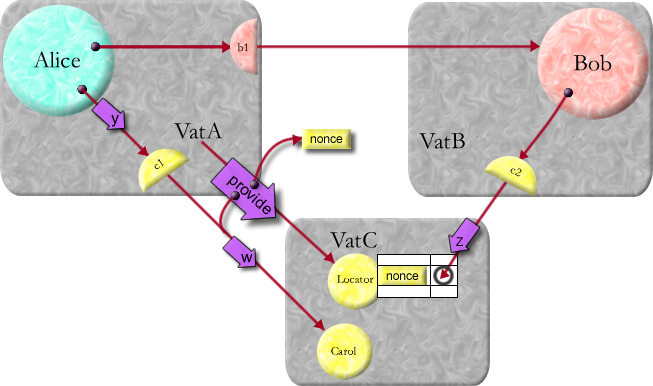 Alice
b1
Bob
y
VatA
nonce
VatB
c1
c2
provide
VatC
z
w
Locator
nonce
Carol